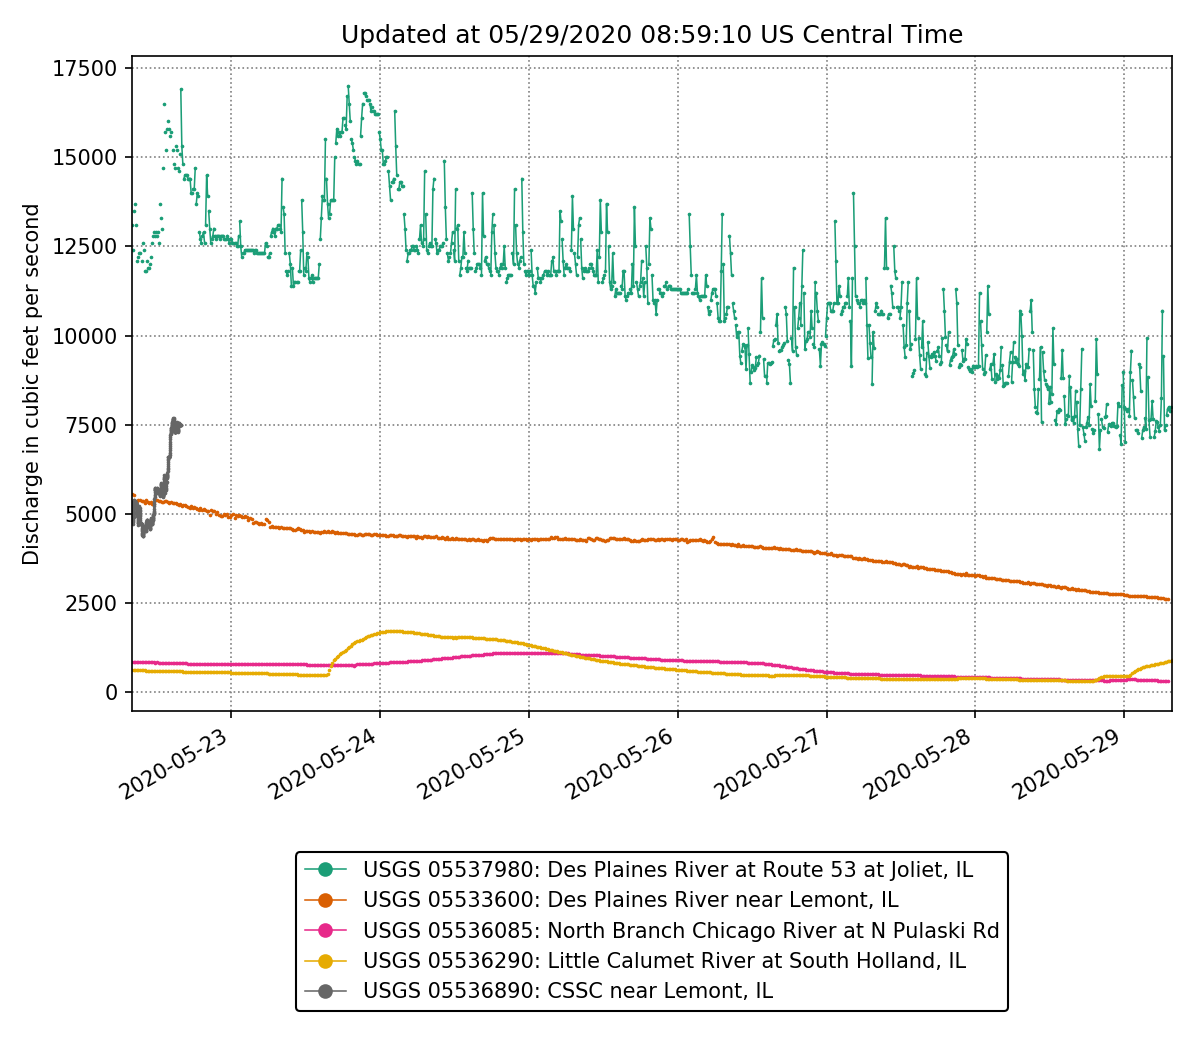 Updated at 05/29/2020 08:59:10 US Central Time
17500
15000
12500
10000
7500
5000
2500
0
Discharge in cubic feet per second
2020-05-23
2020-05-24
2020-05-25
2020-05-26
2020-05-27
2020-05-28
2020-05-29
USGS 05537980: Des Plaines River at Route 53 at Joliet, IL
USGS 05533600: Des Plaines River near Lemont, IL
USGS 05536085: North Branch Chicago River at N Pulaski Rd
USGS 05536290: Little Calumet River at South Holland, IL
USGS 05536890: CSSC near Lemont, IL